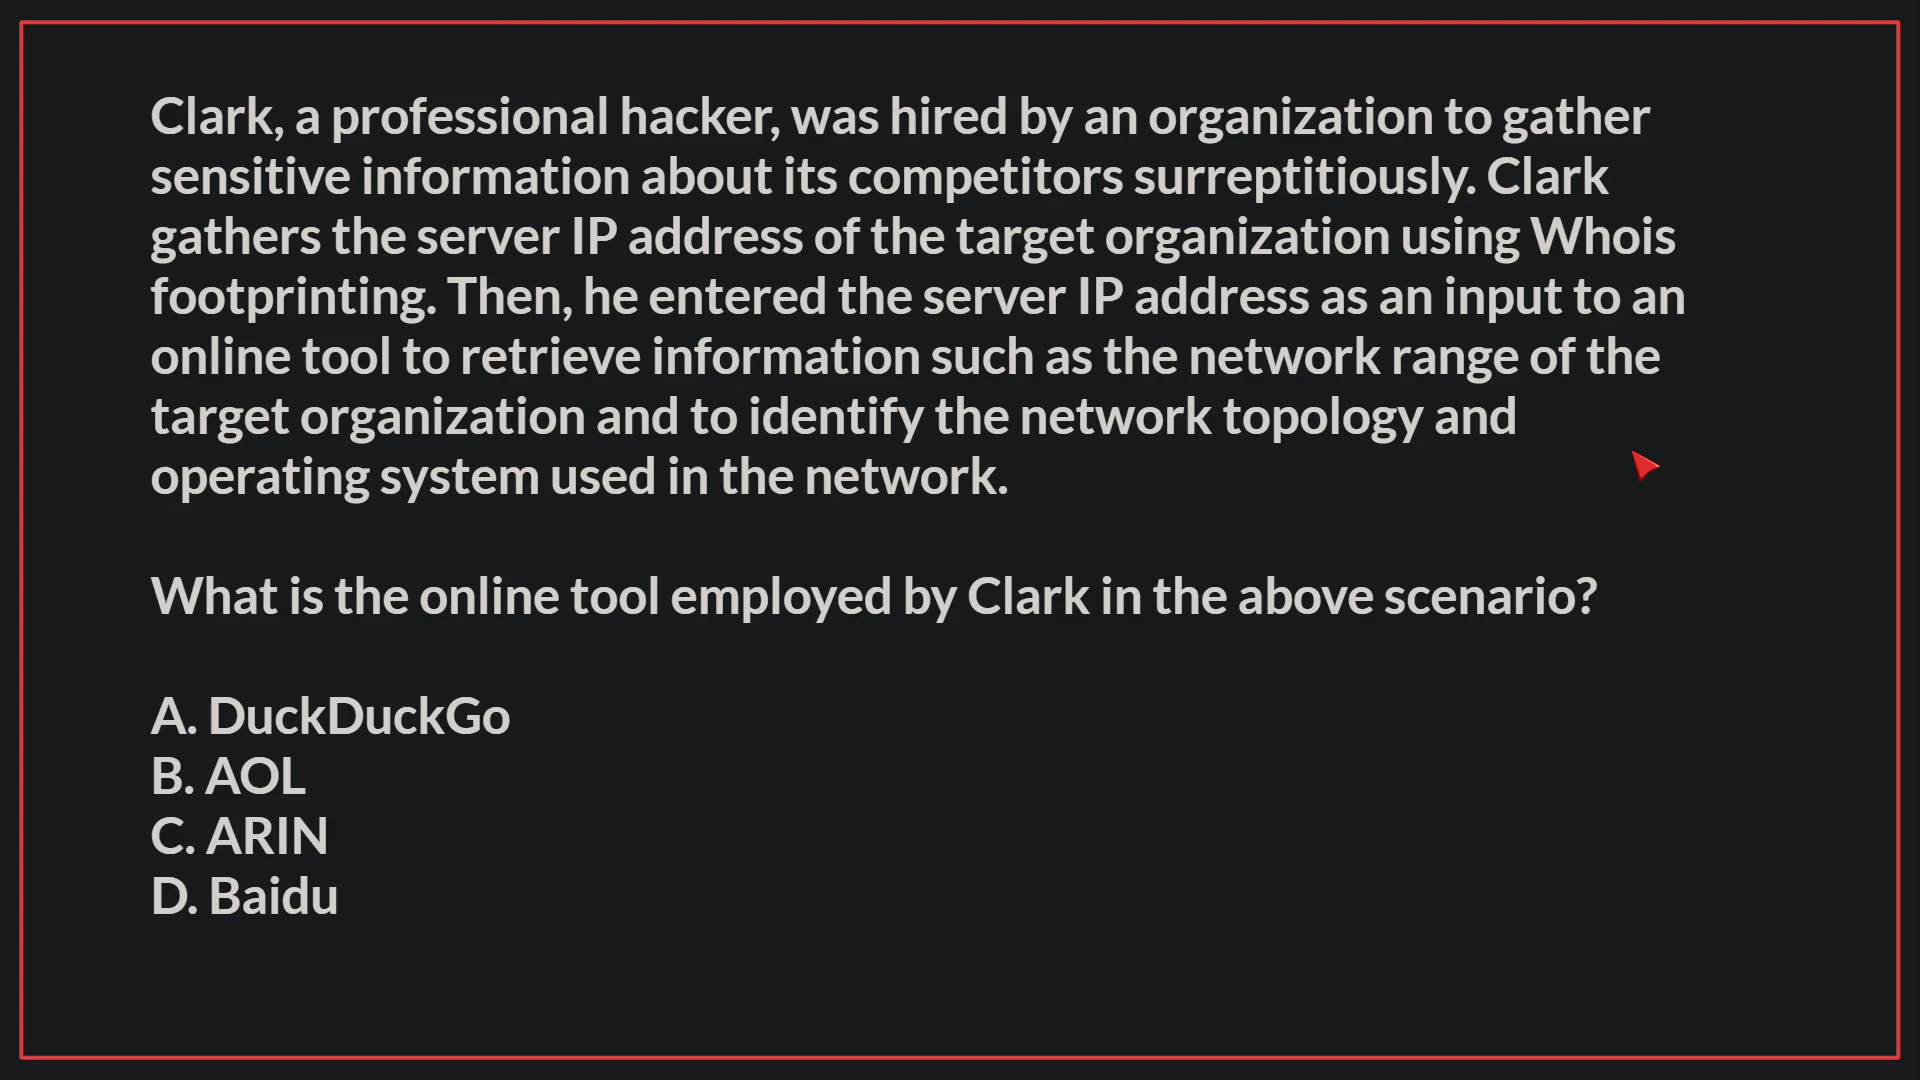 Clark, a professional hacker, was hired by an organization to gather
sensitive information about its competitors surreptitiously. Clark
gathers the server IP address of the target organization using Whois
footprinting. Then, he entered the server IP address as an input to an
online tool to retrieve information such as the network range of the
target organization and to identify the network topology and
operating system used in the network.
What is the online tool employed by Clark in the above scenario?
A. DuckDuckGo
B. AOL
C. ARIN
D. Baidu